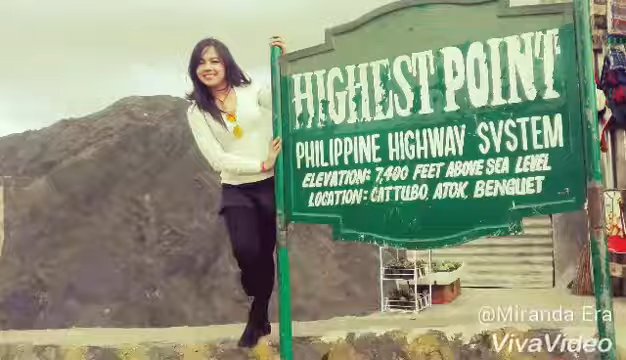 HIGHEST POINT
PHILIPPINE HIGHWAY SYSTEM
ELEVATION: 7,400 FEET ABOVE SEA LEVEL
LOCATION: CATTUBO, ATOK, BENGUET
@Miranda Era
VivaVideo